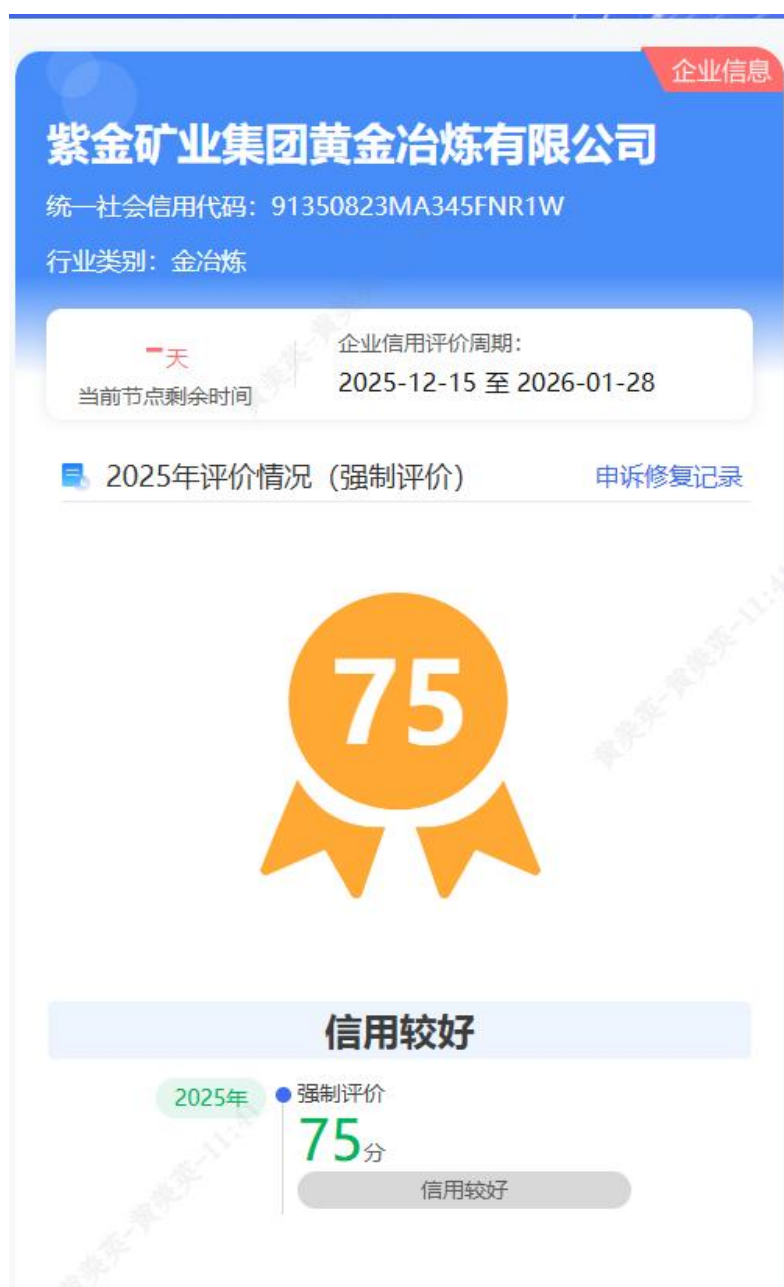 企业信息
紫金矿业集团黄金冶炼有限公司
统一社会信用代码：91350823MA345FNR1W
行业类别：金冶炼
-天
当前节点剩余时间
企业信用评价周期：
2025-12-15 至 2026-01-28
2025年评价情况（强制评价）
申诉修复记录
75
信用较好
2025年
强制评价
75分
信用较好